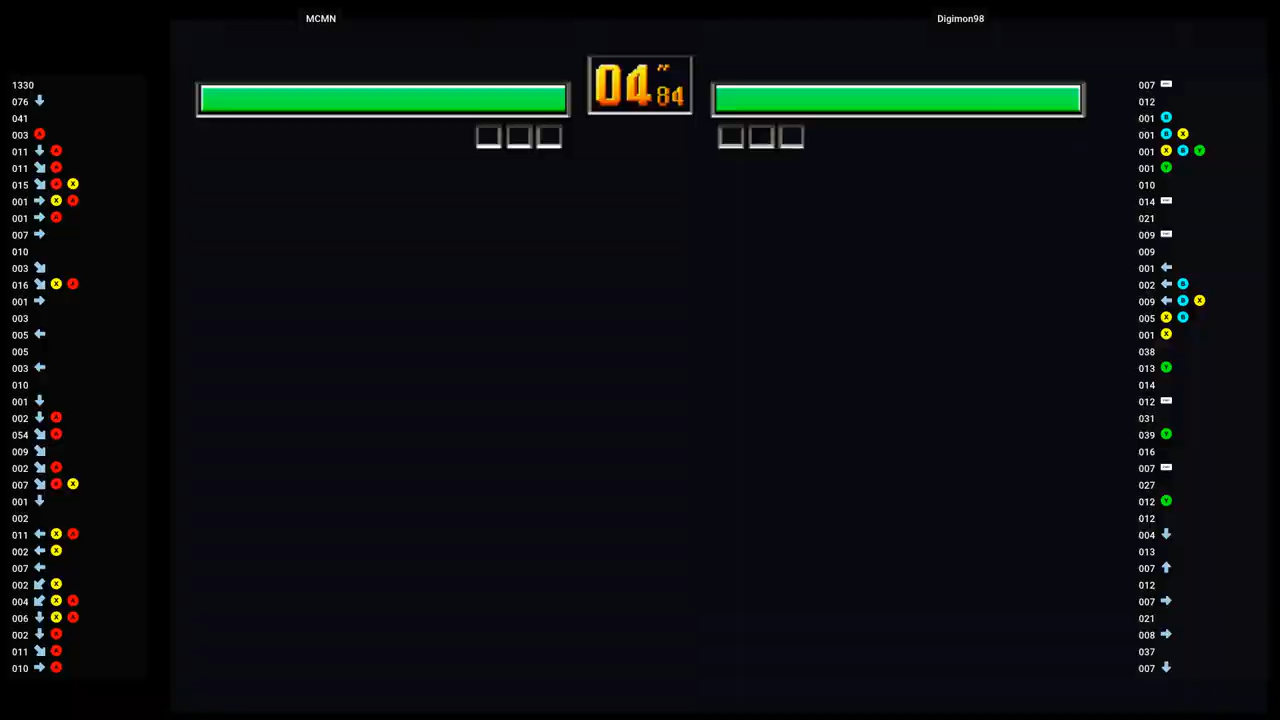 MCMN
Digimon98
04"84
1330
076
041
003 A
011 A
011 A
015 A X
001 X A
001 A
007
010
003
016 X A
001
003
005
005
003
010
001
002 A
054 A
009
002 A
007 A X
001
002
011 X A
002 X
007
002 X
004 X A
006 X A
002 A
011 A
010 A
007
012
001 B
001 B X
001 X B Y
001 Y
010
014
021
009
009
001
002 B
009 B X
005 X B
001 X
038
013 Y
014
012
031
039 Y
016
007
027
012 Y
012
004
013
007
012
007
021
008
037
007